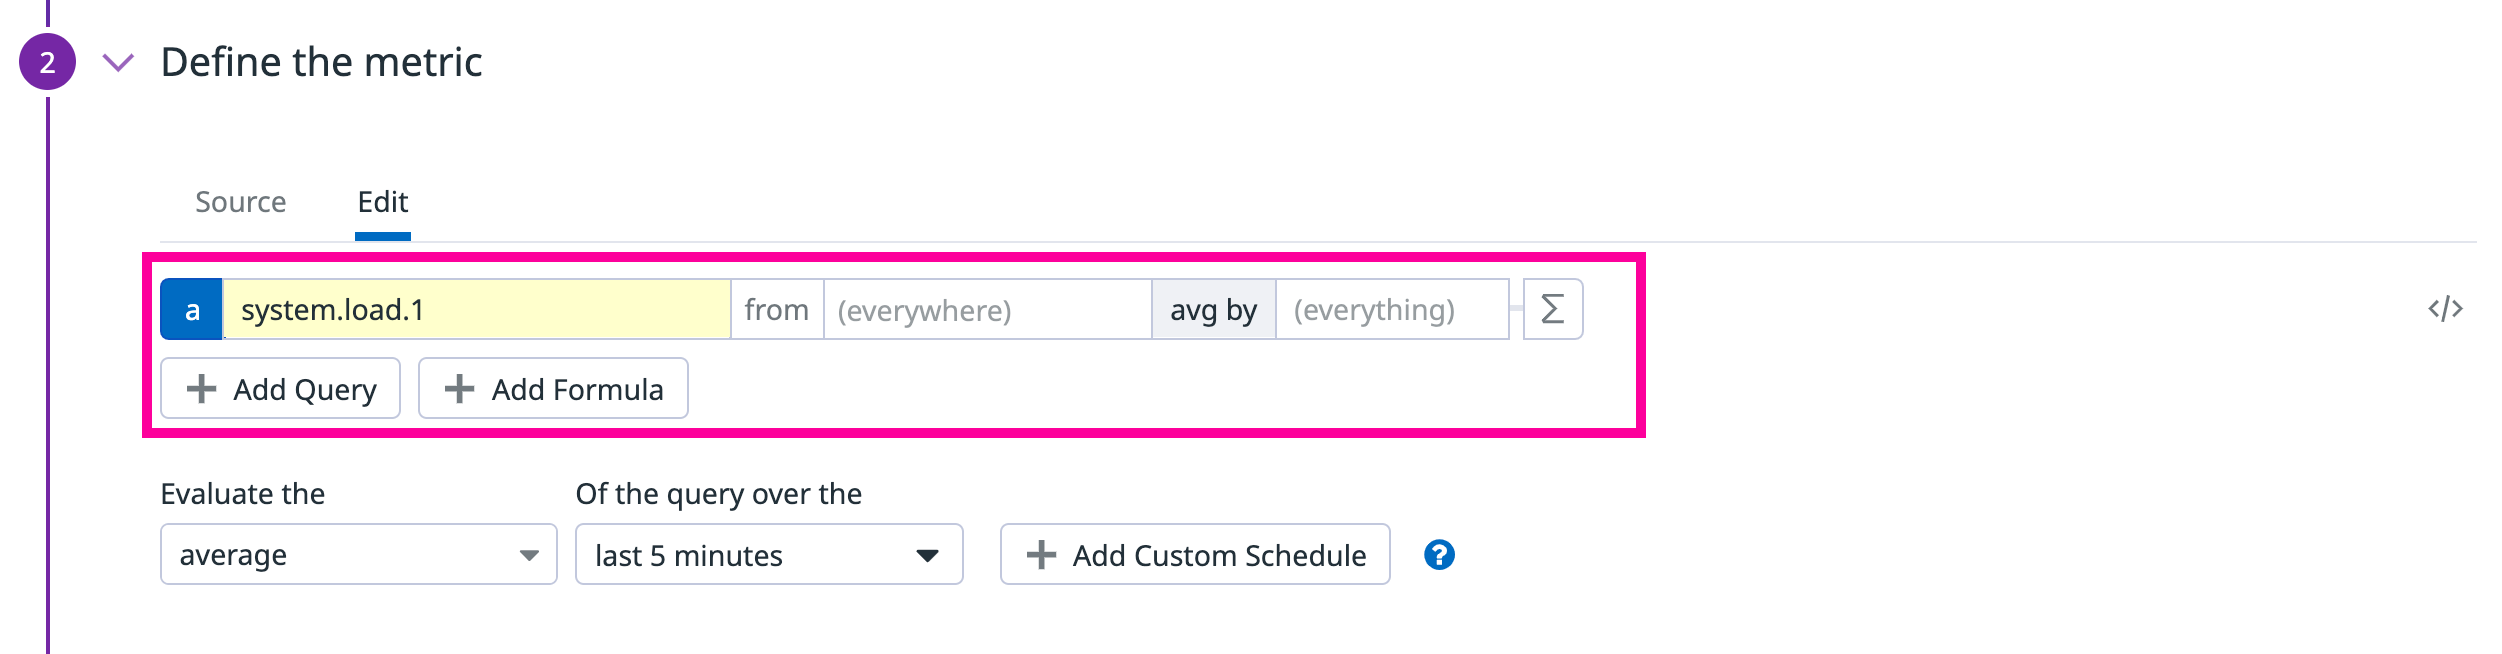 2 Define the metric
Source Edit
a system.load.1 from (everywhere) avg by (everything) Σ </>
+ Add Query + Add Formula
Evaluate the Of the query over the
average last 5 minutes + Add Custom Schedule ?